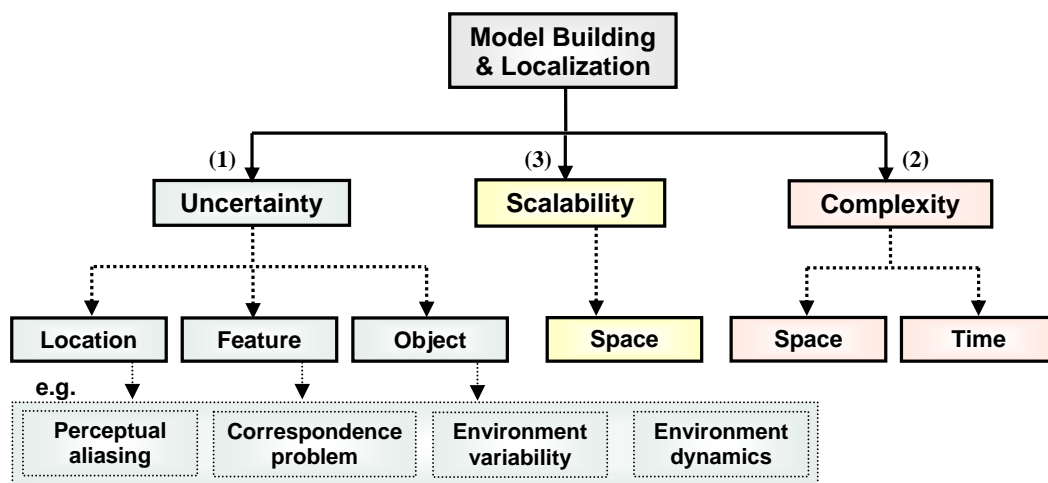 Model Building
& Localization
(1)
(3)
(2)
Uncertainty
Scalability
Complexity
Location
Feature
Object
Space
Space
Time
e.g.
Perceptual
aliasing
Correspondence
problem
Environment
variability
Environment
dynamics